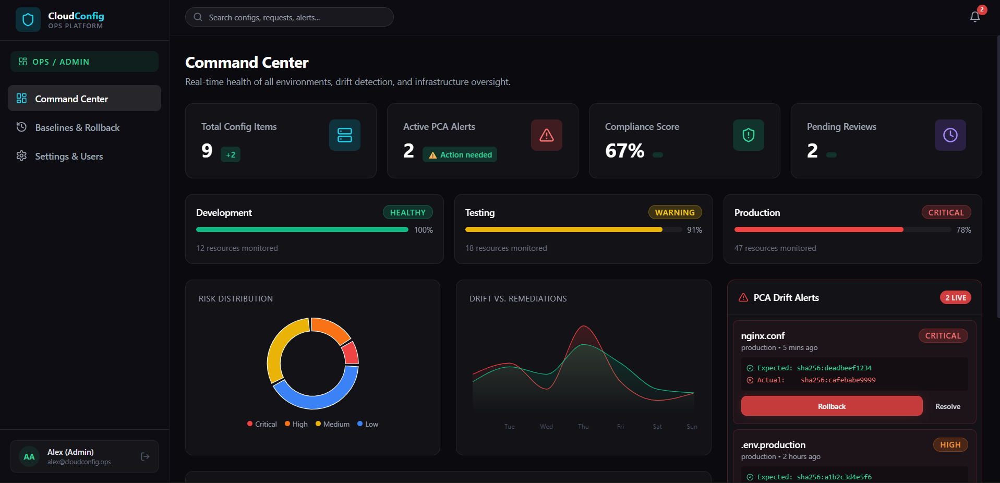 CloudConfig
OPS PLATFORM
Search configs, requests, alerts...
2
OPS / ADMIN
Command Center
Baselines & Rollback
Settings & Users
Command Center
Real-time health of all environments, drift detection, and infrastructure oversight.
Total Config Items
9 +2
Active PCA Alerts
2 Action needed
Compliance Score
67%
Pending Reviews
2
Development HEALTHY
100%
12 resources monitored
Testing WARNING
91%
18 resources monitored
Production CRITICAL
78%
47 resources monitored
RISK DISTRIBUTION
Critical High Medium Low
DRIFT VS. REMEDIATIONS
Tue Wed Thu Fri Sat Sun
PCA Drift Alerts 2 LIVE
nginx.conf CRITICAL
production • 5 mins ago
Expected: sha256:deadbeef1234
Actual: sha256:cafebabe9999
Rollback Resolve
.env.production HIGH
production • 2 hours ago
Expected: sha256:a1b2c3d4e5f6
AA
Alex (Admin)
alex@cloudconfig.ops